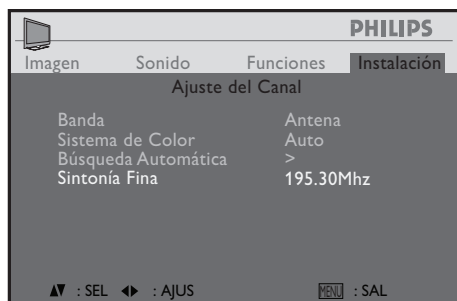 PHILIPS
Imagen Sonido Funciones Instalación
Ajuste del Canal
Banda Antena
Sistema de Color Auto
Búsqueda Automática >
Sintonía Fina 195.30Mhz
▲▼ : SEL ◀▶ : AJUS MENU : SAL